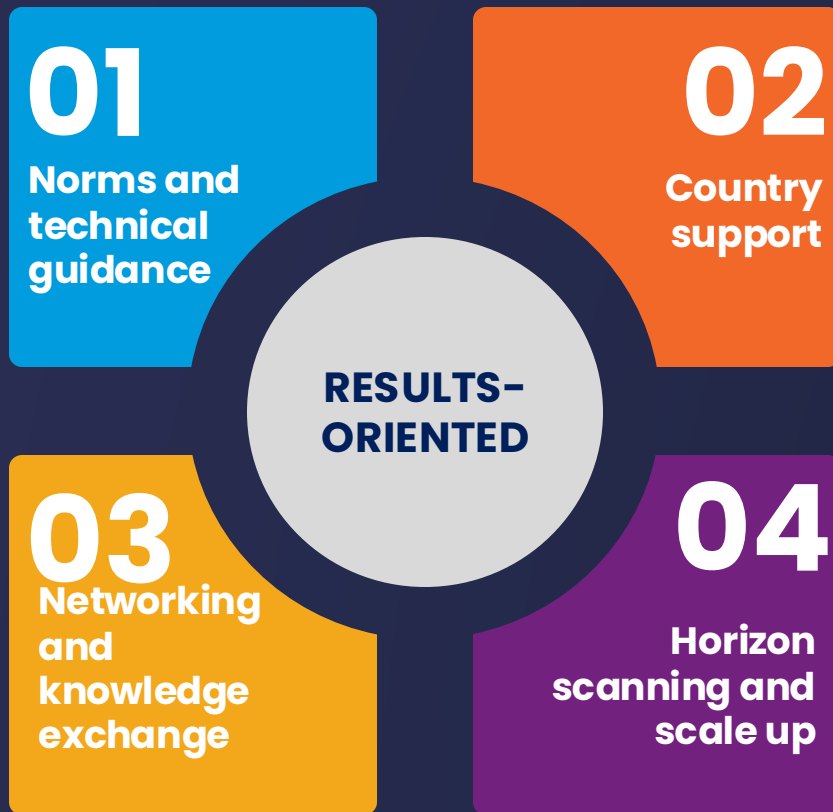 01
Norms and
technical
guidance
02
Country
support
RESULTS-
ORIENTED
03
Networking
and
knowledge
exchange
04
Horizon
scanning and
scale up